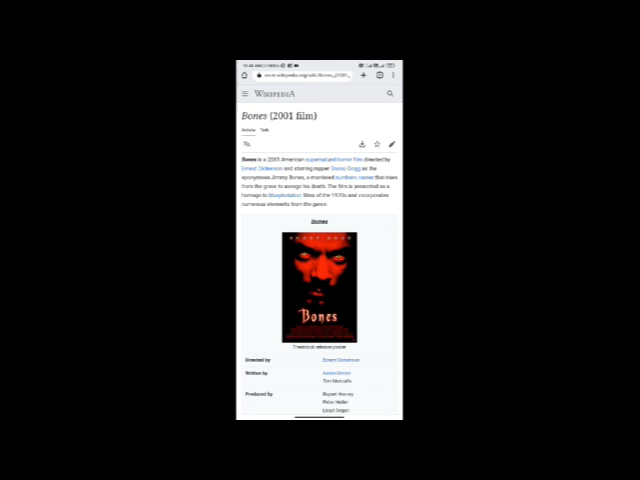 WIKIPEDIA
Bones (2001 film)
Article Talk
Bones is a 2001 American supernatural horror film directed by
Ernest Dickerson and starring rapper Snoop Dogg as the
eponymous Jimmy Bones, a murdered numbers runner that rises
from the grave to avenge his death. The film is presented as a
homage to blaxploitation films of the 1970s and incorporates
numerous elements from the genre.
Bones
SNOOP DOGG
Bones
Theatrical release poster
Directed by Ernest Dickerson
Written by Adam Simon
Tim Metcalfe
Produced by Rupert Harvey
Peter Heller
Lloyd Segan